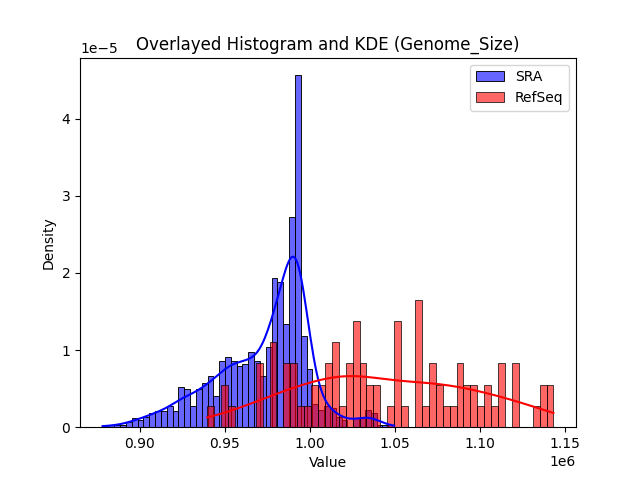 Overlayed Histogram and KDE (Genome_Size)
1e−5
SRA
RefSeq
4
3
2
1
0
Density
0.90 0.95 1.00 1.05 1.10 1.15
1e6
Value